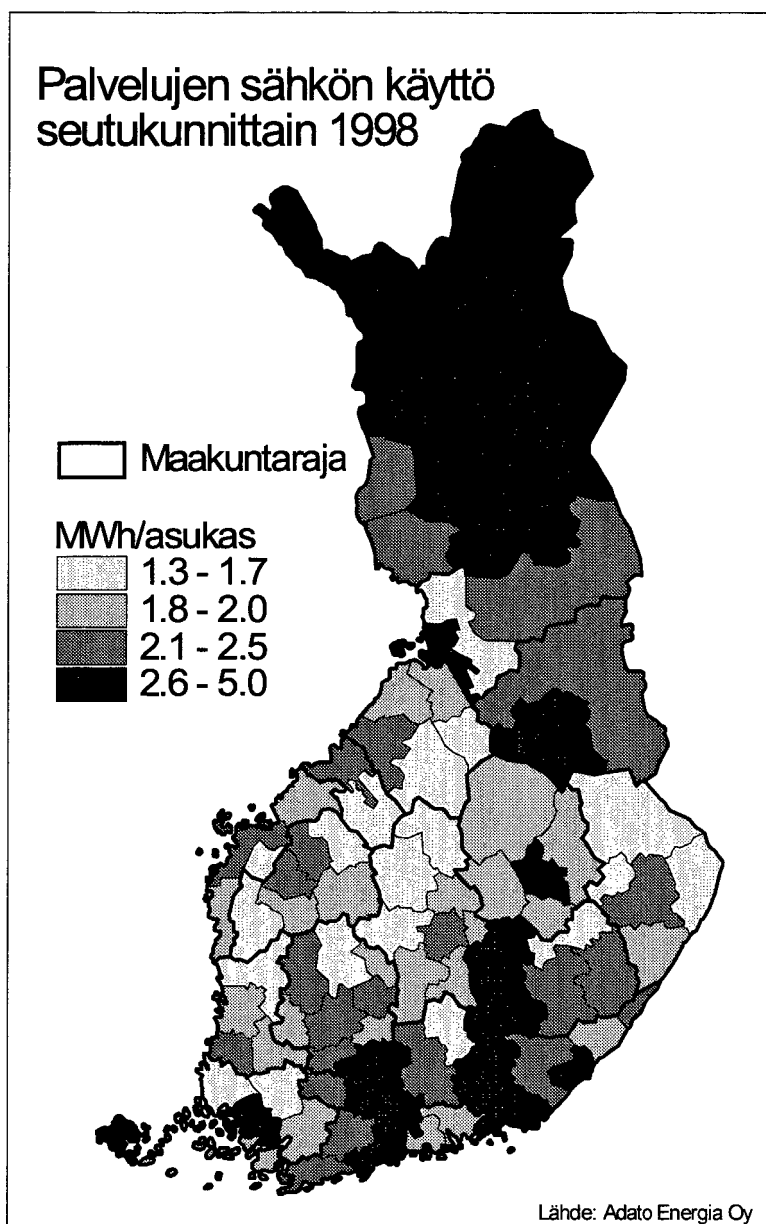 Palvelujen sähkön käyttö
seutukunnittain 1998
Maakuntaraja
MWh/asukas
1.3 - 1.7
1.8 - 2.0
2.1 - 2.5
2.6 - 5.0
Lähde: Adato Energia Oy